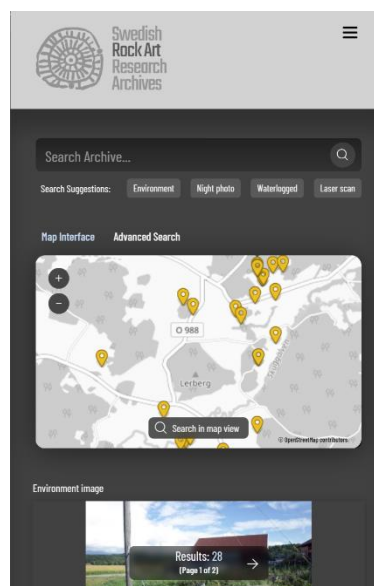 Swedish
Rock Art
Research
Archives
Search Archive...
Search Suggestions:
Environment
Night photo
Waterlogged
Laser scan
Map Interface
Advanced Search
+
−
O 988
Lerberg
Search in map view
© OpenStreetMap contributors.
Environment image
Results: 28
(Page 1 of 2)